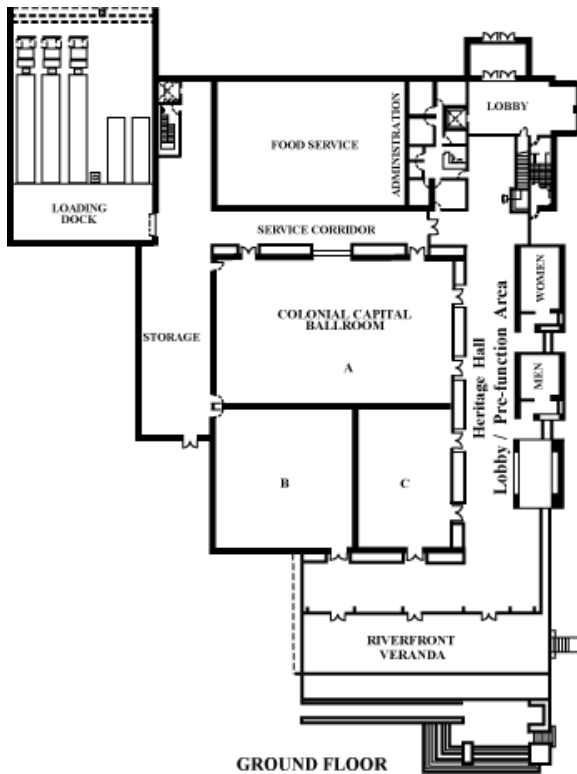 LOBBY
ADMINISTRATION
FOOD SERVICE
LOADING
DOCK
SERVICE CORRIDOR
WOMEN
COLONIAL CAPITAL
BALLROOM
STORAGE
A
Heritage Hall
Lobby / Pre-function Area
MEN
B
C
RIVERFRONT
VERANDA
GROUND FLOOR